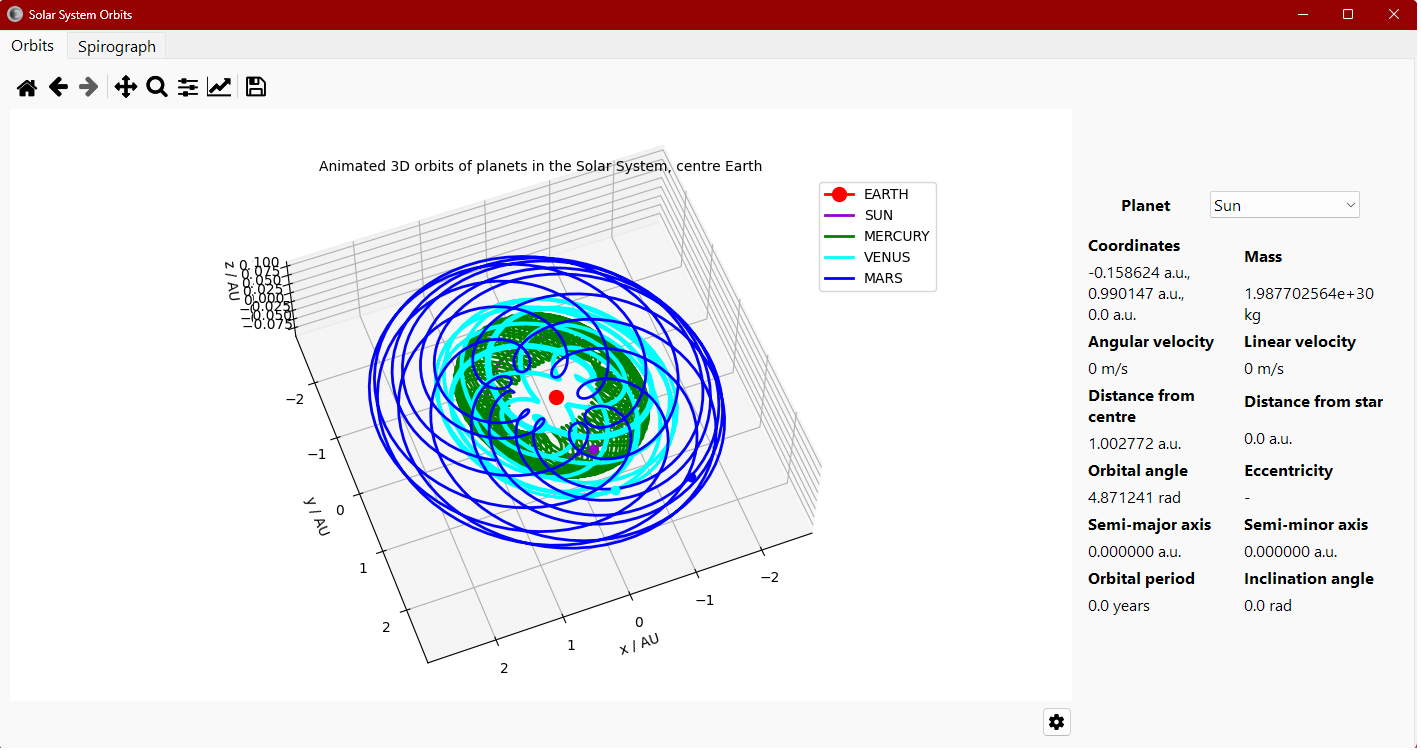 Solar System Orbits
Orbits
Spirograph
Animated 3D orbits of planets in the Solar System, centre Earth
EARTH
SUN
MERCURY
VENUS
MARS
0.100
0.075
0.050
0.025
0.000
−0.025
−0.050
−0.075
z / AU
−2
−1
0
1
2
y / AU
2
1
0
−1
−2
x / AU
Planet
Sun
Coordinates
-0.158624 a.u.,
0.990147 a.u.,
0.0 a.u.
Mass
1.987702564e+30
kg
Angular velocity
0 m/s
Linear velocity
0 m/s
Distance from
centre
1.002772 a.u.
Distance from star
0.0 a.u.
Orbital angle
4.871241 rad
Eccentricity
-
Semi-major axis
0.000000 a.u.
Semi-minor axis
0.000000 a.u.
Orbital period
0.0 years
Inclination angle
0.0 rad